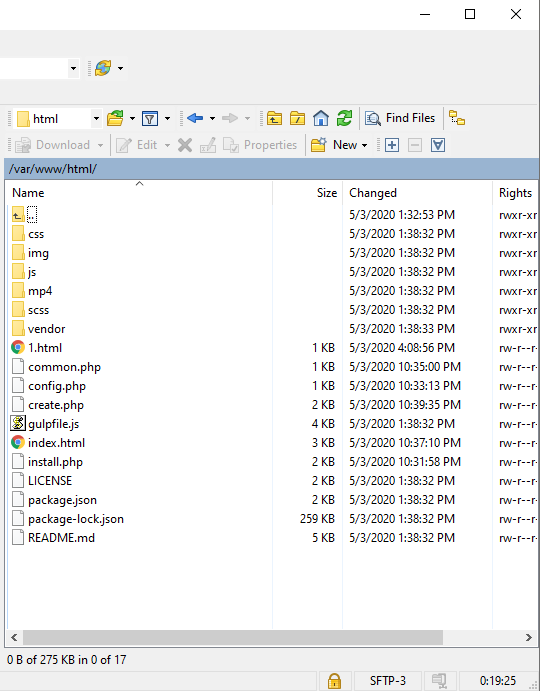 html
Find Files
Download Edit Properties New
/var/www/html/
Name Size Changed Rights
.. 5/3/2020 1:32:53 PM rwxr-xr
css 5/3/2020 1:38:32 PM rwxr-xr
img 5/3/2020 1:38:32 PM rwxr-xr
js 5/3/2020 1:38:32 PM rwxr-xr
mp4 5/3/2020 1:38:32 PM rwxr-xr
scss 5/3/2020 1:38:32 PM rwxr-xr
vendor 5/3/2020 1:38:33 PM rwxr-xr
1.html 1 KB 5/3/2020 4:08:56 PM rw-r--r-
common.php 1 KB 5/3/2020 10:35:00 PM rw-r--r-
config.php 1 KB 5/3/2020 10:33:13 PM rw-r--r-
create.php 2 KB 5/3/2020 10:39:35 PM rw-r--r-
gulpfile.js 4 KB 5/3/2020 1:38:32 PM rw-r--r-
index.html 3 KB 5/3/2020 10:37:10 PM rw-r--r-
install.php 2 KB 5/3/2020 10:31:58 PM rw-r--r-
LICENSE 2 KB 5/3/2020 1:38:32 PM rw-r--r-
package.json 2 KB 5/3/2020 1:38:32 PM rw-r--r-
package-lock.json 259 KB 5/3/2020 1:38:32 PM rw-r--r-
README.md 5 KB 5/3/2020 1:38:32 PM rw-r--r-
0 B of 275 KB in 0 of 17
SFTP-3 0:19:25